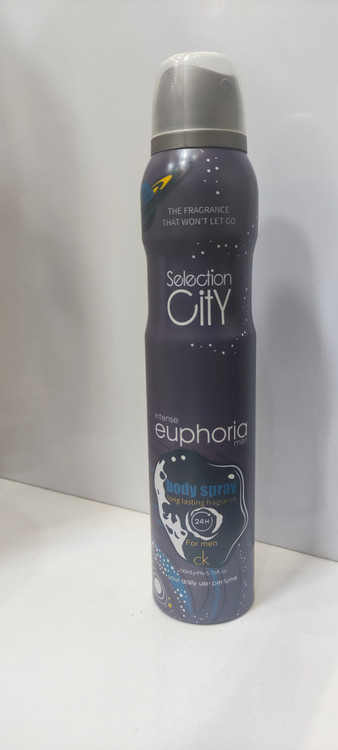 THE FRAGRANCE
THAT WON'T LET GO
Selection
City
intense
euphoria
men
body spray
long lasting fragrance
24H
For men
ck
your daily use perfume